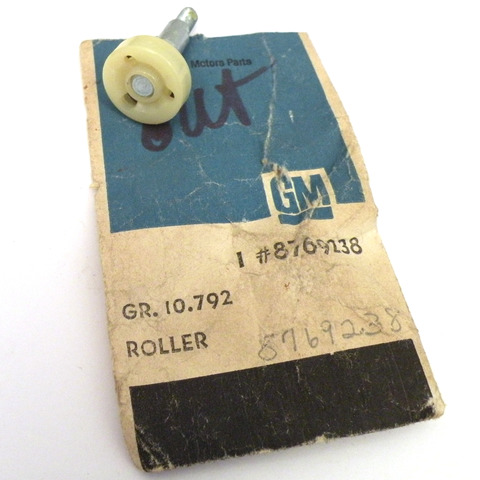 Motors Parts
out
GM
1 #8769238
GR. 10.792
ROLLER
8769238